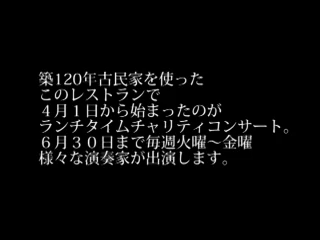 築120年古民家を使った
このレストランで
４月１日から始まったのが
ランチタイムチャリティコンサート。
６月３０日まで毎週火曜〜金曜
様々な演奏家が出演します。